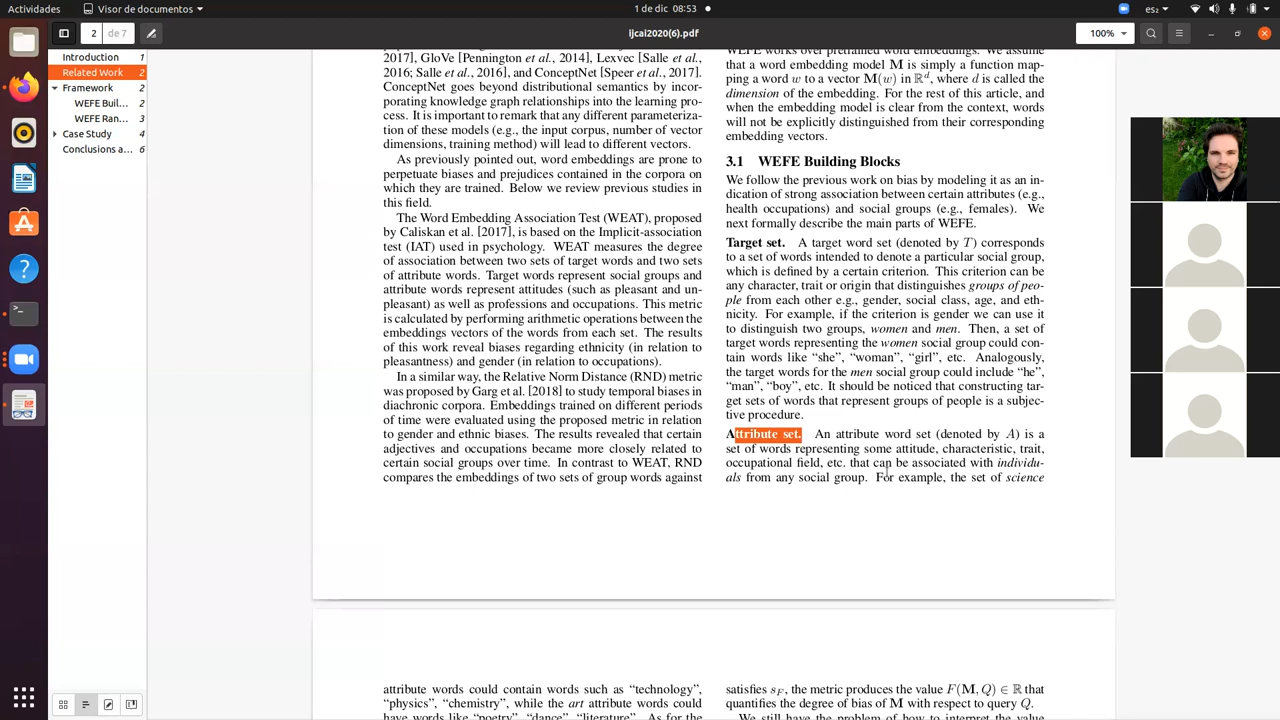 Actividades
Visor de documentos
1 de dic 08:53
es₂
2
de 7
ijcai2020(6).pdf
100%
Introduction 1
Related Work 2
Framework 2
WEFE Buil... 2
WEFE Ran... 3
Case Study 4
Conclusions a... 6
2017], GloVe [Pennington et al., 2014], Lexvec [Salle et al.,
2016; Salle et al., 2016], and ConceptNet [Speer et al., 2017].
ConceptNet goes beyond distributional semantics by incor-
porating knowledge graph relationships into the learning pro-
cess. It is important to remark that any different parameteriza-
tion of these models (e.g., the input corpus, number of vector
dimensions, training method) will lead to different vectors.
As previously pointed out, word embeddings are prone to
perpetuate biases and prejudices contained in the corpora on
which they are trained. Below we review previous studies in
this field.
The Word Embedding Association Test (WEAT), proposed
by Caliskan et al. [2017], is based on the Implicit-association
test (IAT) used in psychology. WEAT measures the degree
of association between two sets of target words and two sets
of attribute words. Target words represent social groups and
attribute words represent attitudes (such as pleasant and un-
pleasant) as well as professions and occupations. This metric
is calculated by performing arithmetic operations between the
embeddings vectors of the words from each set. The results
of this work reveal biases regarding ethnicity (in relation to
pleasantness) and gender (in relation to occupations).
In a similar way, the Relative Norm Distance (RND) metric
was proposed by Garg et al. [2018] to study temporal biases in
diachronic corpora. Embeddings trained on different periods
of time were evaluated using the proposed metric in relation
to gender and ethnic biases. The results revealed that certain
adjectives and occupations became more closely related to
certain social groups over time. In contrast to WEAT, RND
compares the embeddings of two sets of group words against
WEFE works over pretrained word embeddings. We assume
that a word embedding model M is simply a function map-
ping a word w to a vector M(w) in ℝᵈ, where d is called the
dimension of the embedding. For the rest of this article, and
when the embedding model is clear from the context, words
will not be explicitly distinguished from their corresponding
embedding vectors.
3.1 WEFE Building Blocks
We follow the previous work on bias by modeling it as an in-
dication of strong association between certain attributes (e.g.,
health occupations) and social groups (e.g., females). We
next formally describe the main parts of WEFE.
Target set. A target word set (denoted by T) corresponds
to a set of words intended to denote a particular social group,
which is defined by a certain criterion. This criterion can be
any character, trait or origin that distinguishes groups of peo-
ple from each other e.g., gender, social class, age, and eth-
nicity. For example, if the criterion is gender we can use it
to distinguish two groups, women and men. Then, a set of
target words representing the women social group could con-
tain words like “she”, “woman”, “girl”, etc. Analogously,
the target words for the men social group could include “he”,
“man”, “boy”, etc. It should be noticed that constructing tar-
get sets of words that represent groups of people is a subjec-
tive procedure.
Attribute set. An attribute word set (denoted by A) is a
set of words representing some attitude, characteristic, trait,
occupational field, etc. that can be associated with individu-
als from any social group. For example, the set of science
attribute words could contain words such as “technology”,
“physics”, “chemistry”, while the art attribute words could
have words like “poetry”, “dance”, “literature”. As for the
satisfies s_F, the metric produces the value F(M, Q) ∈ ℝ that
quantifies the degree of bias of M with respect to query Q.
We still have the problem of how to interpret the value